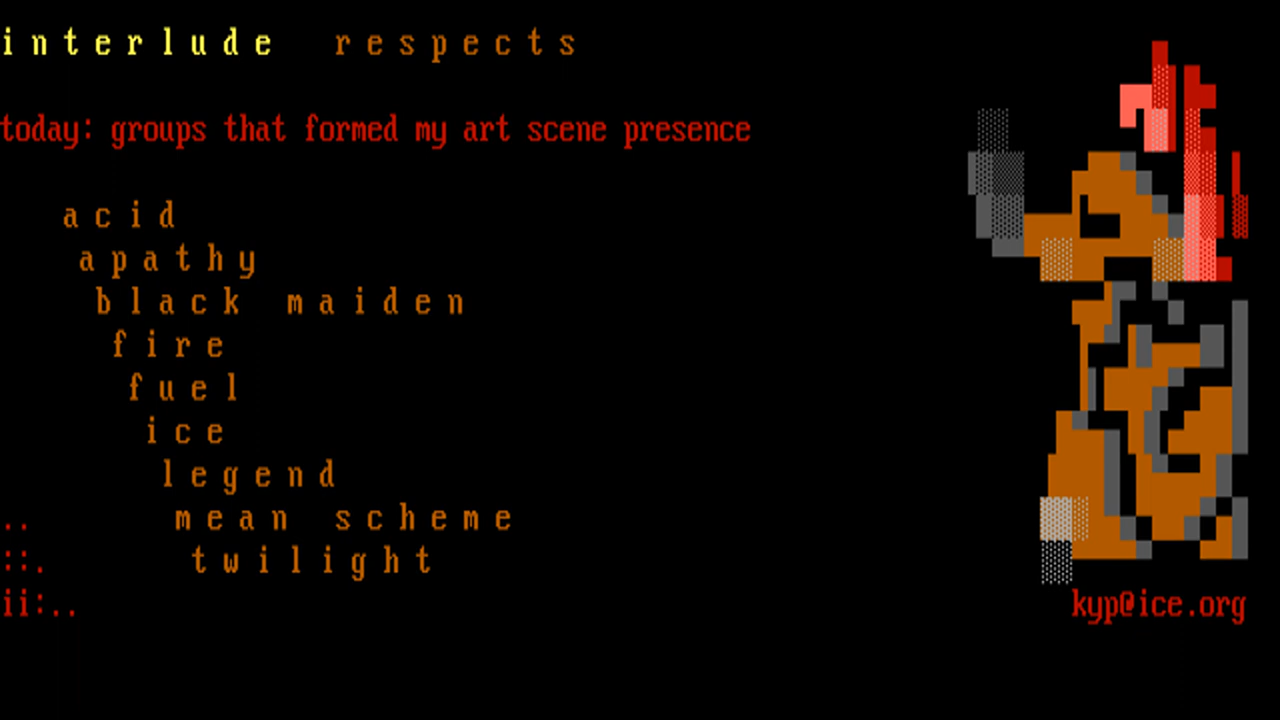 interlude respects
today: groups that formed my art scene presence
acid
apathy
black maiden
fire
fuel
ice
legend
mean scheme
twilight
..
::.
ii:..
kyp@ice.org